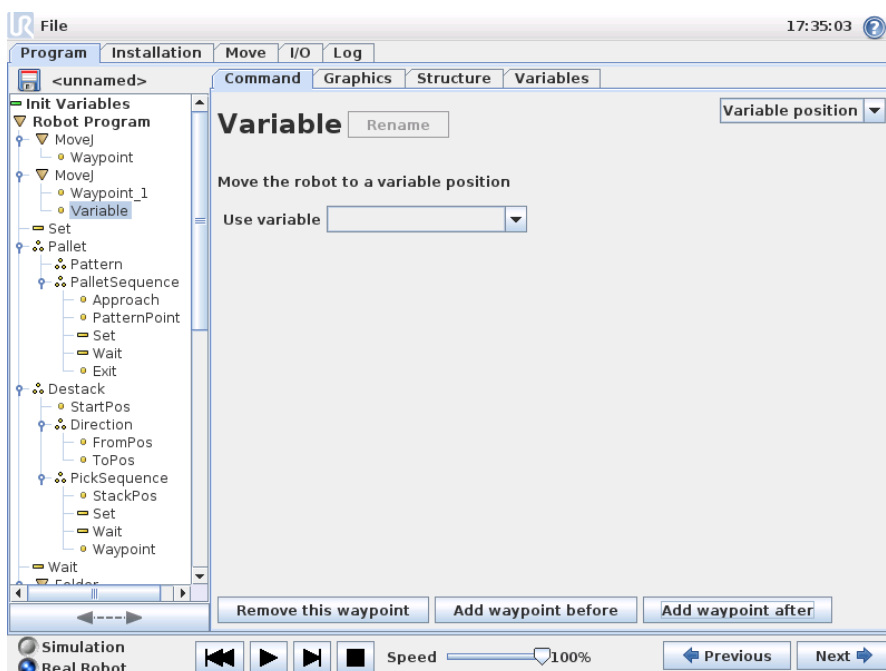 File
17:35:03
Program Installation Move I/O Log
<unnamed>
Command Graphics Structure Variables
Init Variables
Robot Program
MoveJ
Waypoint
MoveJ
Waypoint_1
Variable
Set
Pallet
Pattern
PalletSequence
Approach
PatternPoint
Set
Wait
Exit
Destack
StartPos
Direction
FromPos
ToPos
PickSequence
StackPos
Set
Wait
Waypoint
Wait
Folder
Variable Rename
Variable position
Move the robot to a variable position
Use variable
Remove this waypoint Add waypoint before Add waypoint after
Simulation
Real Robot
Speed 100%
Previous Next